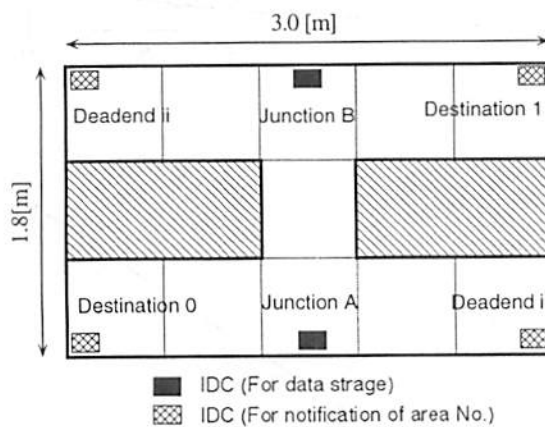 3.0 [m]
1.8[m]
Deadend ii
Junction B
Destination 1
Destination 0
Junction A
Deadend i
IDC (For data strage)
IDC (For notification of area No.)